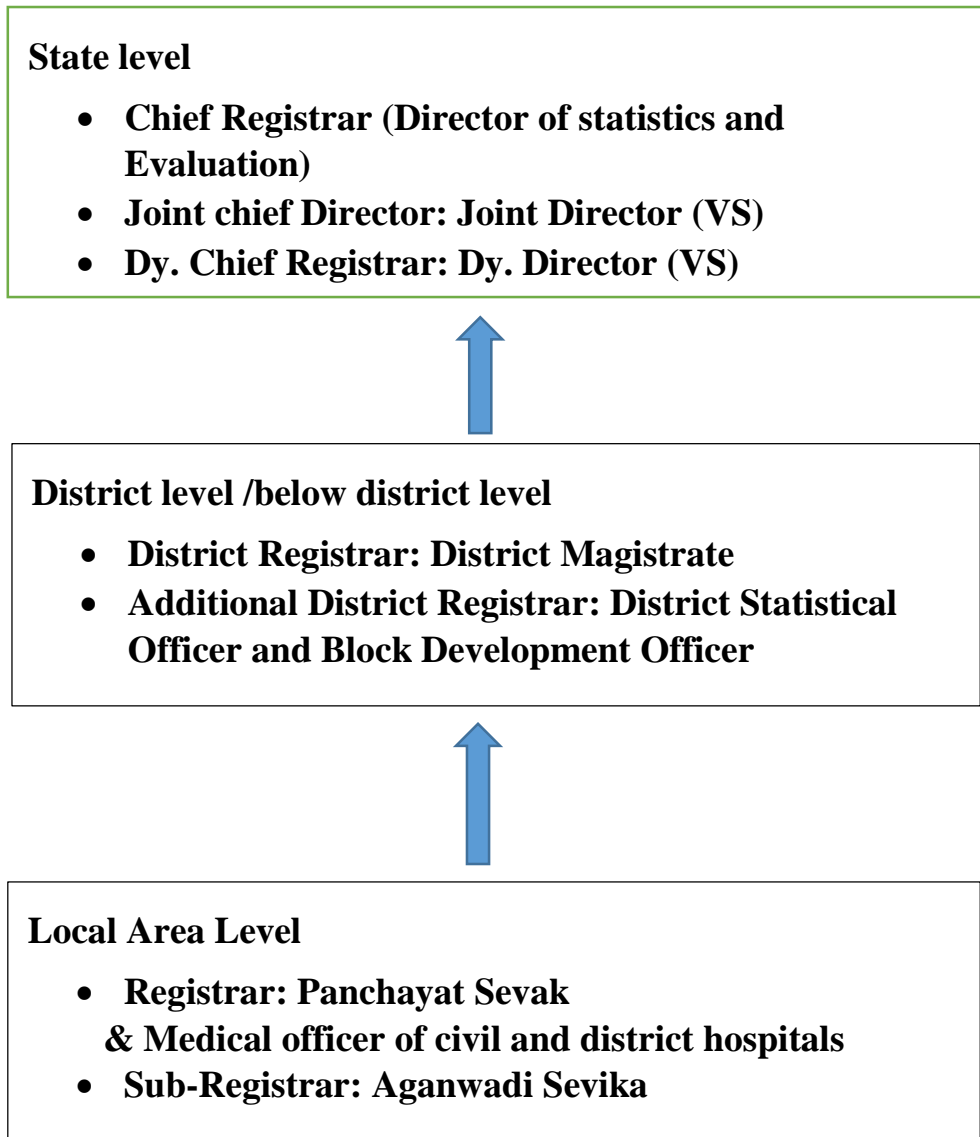 State level
• Chief Registrar (Director of statistics and
Evaluation)
• Joint chief Director: Joint Director (VS)
• Dy. Chief Registrar: Dy. Director (VS)
District level /below district level
• District Registrar: District Magistrate
• Additional District Registrar: District Statistical
Officer and Block Development Officer
Local Area Level
• Registrar: Panchayat Sevak
& Medical officer of civil and district hospitals
• Sub-Registrar: Aganwadi Sevika